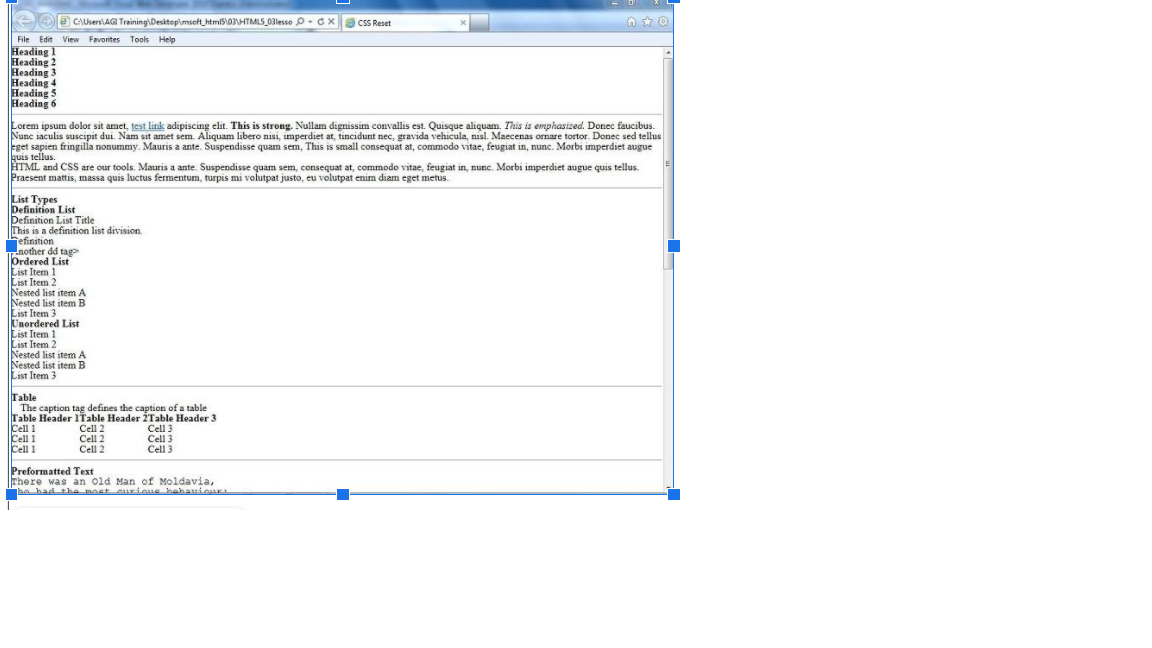 C:\Users\AGI Training\Desktop\msoft_html5\03\HTML5_03lesso
CSS Reset
File Edit View Favorites Tools Help
Heading 1
Heading 2
Heading 3
Heading 4
Heading 5
Heading 6
Lorem ipsum dolor sit amet, test link adipiscing elit. This is strong. Nullam dignissim convallis est. Quisque aliquam. This is emphasized. Donec faucibus.
Nunc iaculis suscipit dui. Nam sit amet sem. Aliquam libero nisi, imperdiet at, tincidunt nec, gravida vehicula, nisl. Maecenas ornare tortor. Donec sed tellus
eget sapien fringilla nonummy. Mauris a ante. Suspendisse quam sem, This is small consequat at, commodo vitae, feugiat in, nunc. Morbi imperdiet augue
quis tellus.
HTML and CSS are our tools. Mauris a ante. Suspendisse quam sem, consequat at, commodo vitae, feugiat in, nunc. Morbi imperdiet augue quis tellus.
Praesent mattis, massa quis luctus fermentum, turpis mi volutpat justo, eu volutpat enim diam eget metus.
List Types
Definition List
Definition List Title
This is a definition list division.
Definition
Another dd tag>
Ordered List
List Item 1
List Item 2
Nested list item A
Nested list item B
List Item 3
Unordered List
List Item 1
List Item 2
Nested list item A
Nested list item B
List Item 3
Table
The caption tag defines the caption of a table
Table Header 1Table Header 2Table Header 3
Cell 1 Cell 2 Cell 3
Cell 1 Cell 2 Cell 3
Cell 1 Cell 2 Cell 3
Preformatted Text
There was an Old Man of Moldavia,
who had the most curious behaviour;